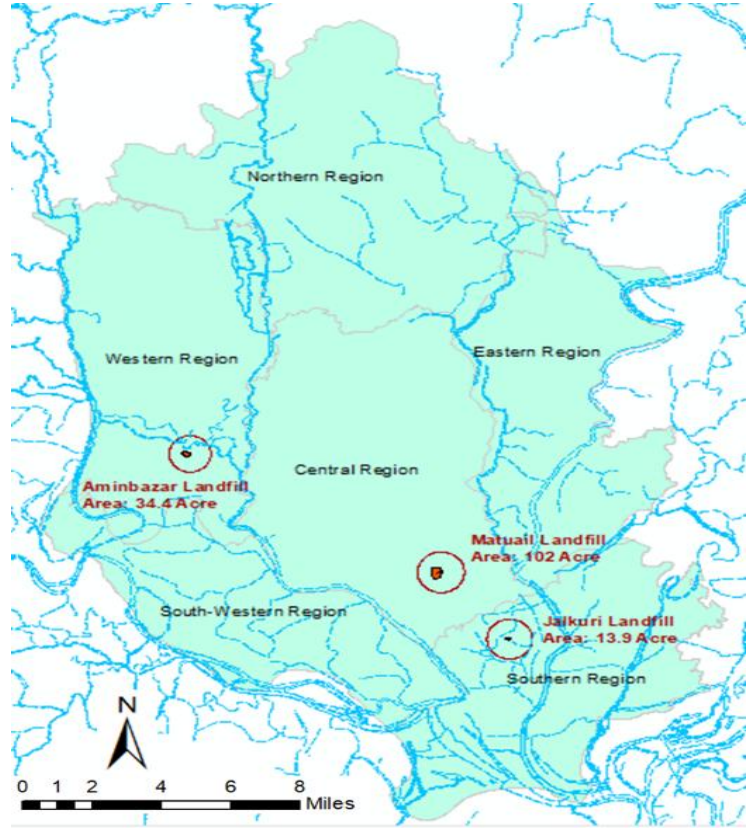 Northern Region
Western Region
Eastern Region
Central Region
Aminbazar Landfill
Area: 34.4 Acre
Matuail Landfill
Area: 102 Acre
South-Western Region
Jalkuri Landfill
Area: 13.9 Acre
Southern Region
N
0 1 2 4 6 8
Miles